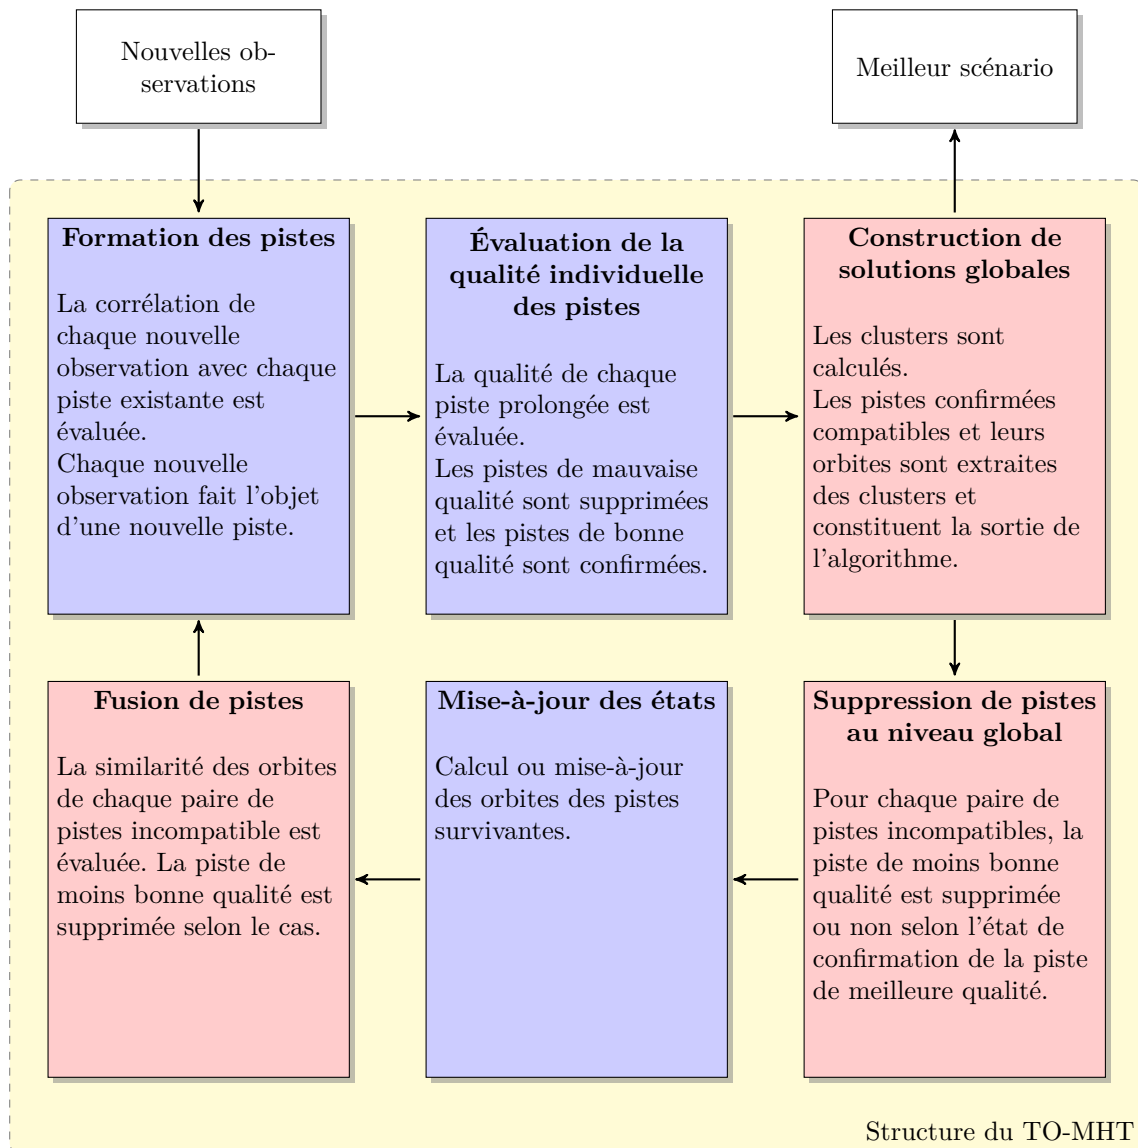 Nouvelles ob-
servations
Meilleur scénario
Formation des pistes
La corrélation de
chaque nouvelle
observation avec chaque
piste existante est
évaluée.
Chaque nouvelle
observation fait l'objet
d'une nouvelle piste.
Évaluation de la
qualité individuelle
des pistes
La qualité de chaque
piste prolongée est
évaluée.
Les pistes de mauvaise
qualité sont supprimées
et les pistes de bonne
qualité sont confirmées.
Construction de
solutions globales
Les clusters sont
calculés.
Les pistes confirmées
compatibles et leurs
orbites sont extraites
des clusters et
constituent la sortie de
l'algorithme.
Fusion de pistes
La similarité des orbites
de chaque paire de
pistes incompatible est
évaluée. La piste de
moins bonne qualité est
supprimée selon le cas.
Mise-à-jour des états
Calcul ou mise-à-jour
des orbites des pistes
survivantes.
Suppression de pistes
au niveau global
Pour chaque paire de
pistes incompatibles, la
piste de moins bonne
qualité est supprimée
ou non selon l'état de
confirmation de la piste
de meilleure qualité.
Structure du TO-MHT